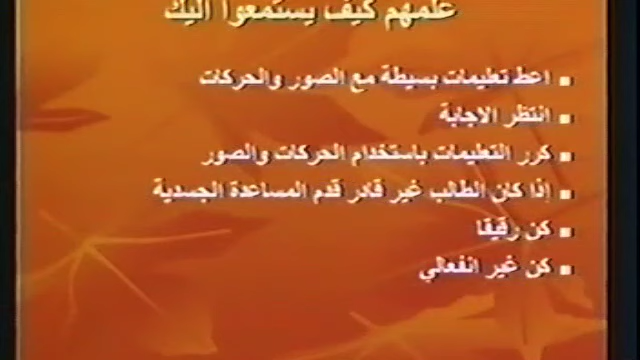 علمهم كيف يستمعوا اليك
اعط تعليمات بسيطة مع الصور والحركات
انتظر الاجابة
كرر التعليمات باستخدام الحركات والصور
إذا كان الطالب غير قادر قدم المساعدة الجسدية
كن رقيقا
كن غير انفعالي